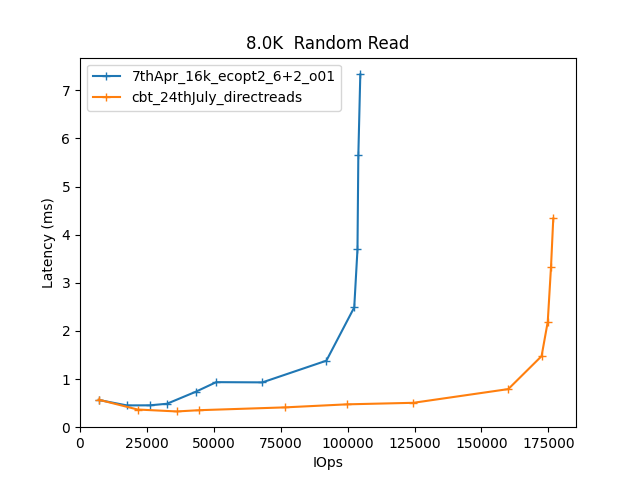 8.0K  Random Read
7thApr_16k_ecopt2_6+2_o01
cbt_24thJuly_directreads
7
6
5
4
3
2
1
0
Latency (ms)
0 25000 50000 75000 100000 125000 150000 175000
IOps